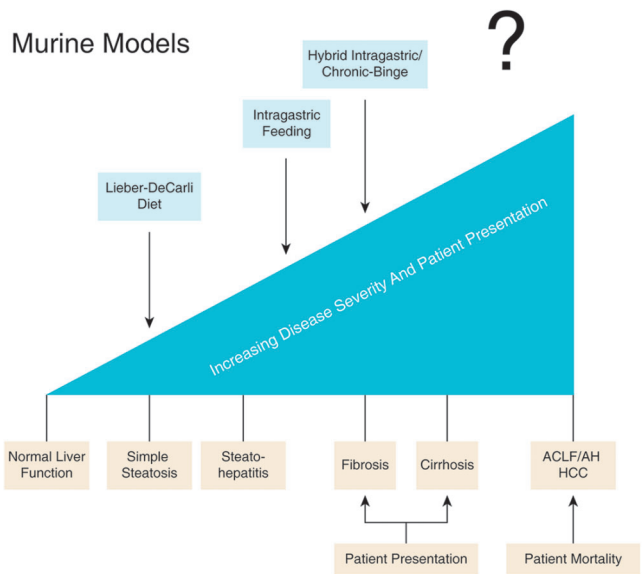 Murine Models
?
Hybrid Intragastric/
Chronic-Binge
Intragastric
Feeding
Lieber-DeCarli
Diet
Increasing Disease Severity And Patient Presentation
Normal Liver
Function
Simple
Steatosis
Steato-
hepatitis
Fibrosis
Cirrhosis
ACLF/AH
HCC
Patient Presentation
Patient Mortality